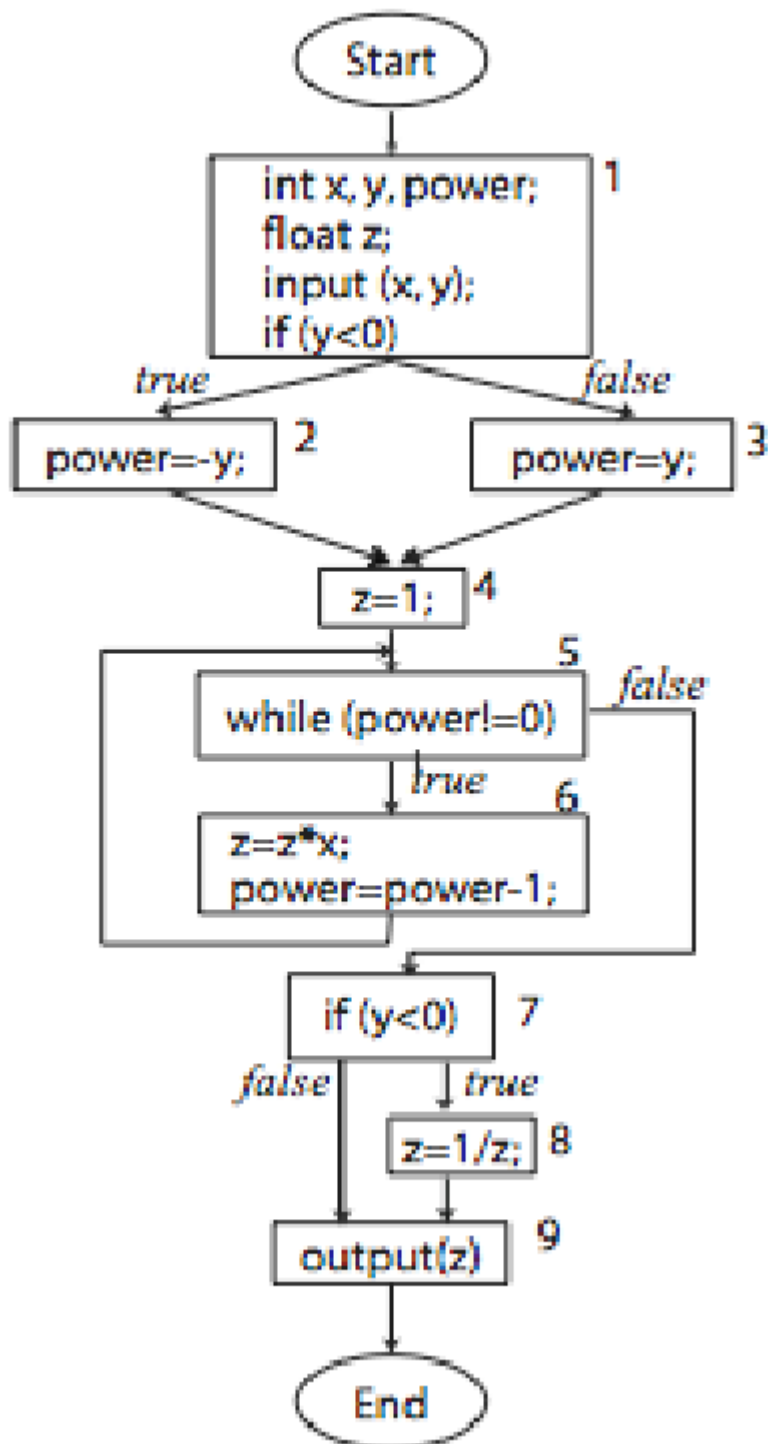 Start
1
int x, y, power;
float z;
input (x, y);
if (y<0)
true
false
2
power=-y;
3
power=y;
4
z=1;
5
while (power!=0)
false
true
6
z=z*x;
power=power-1;
if (y<0)
7
false
true
z=1/z;
8
9
output(z)
End